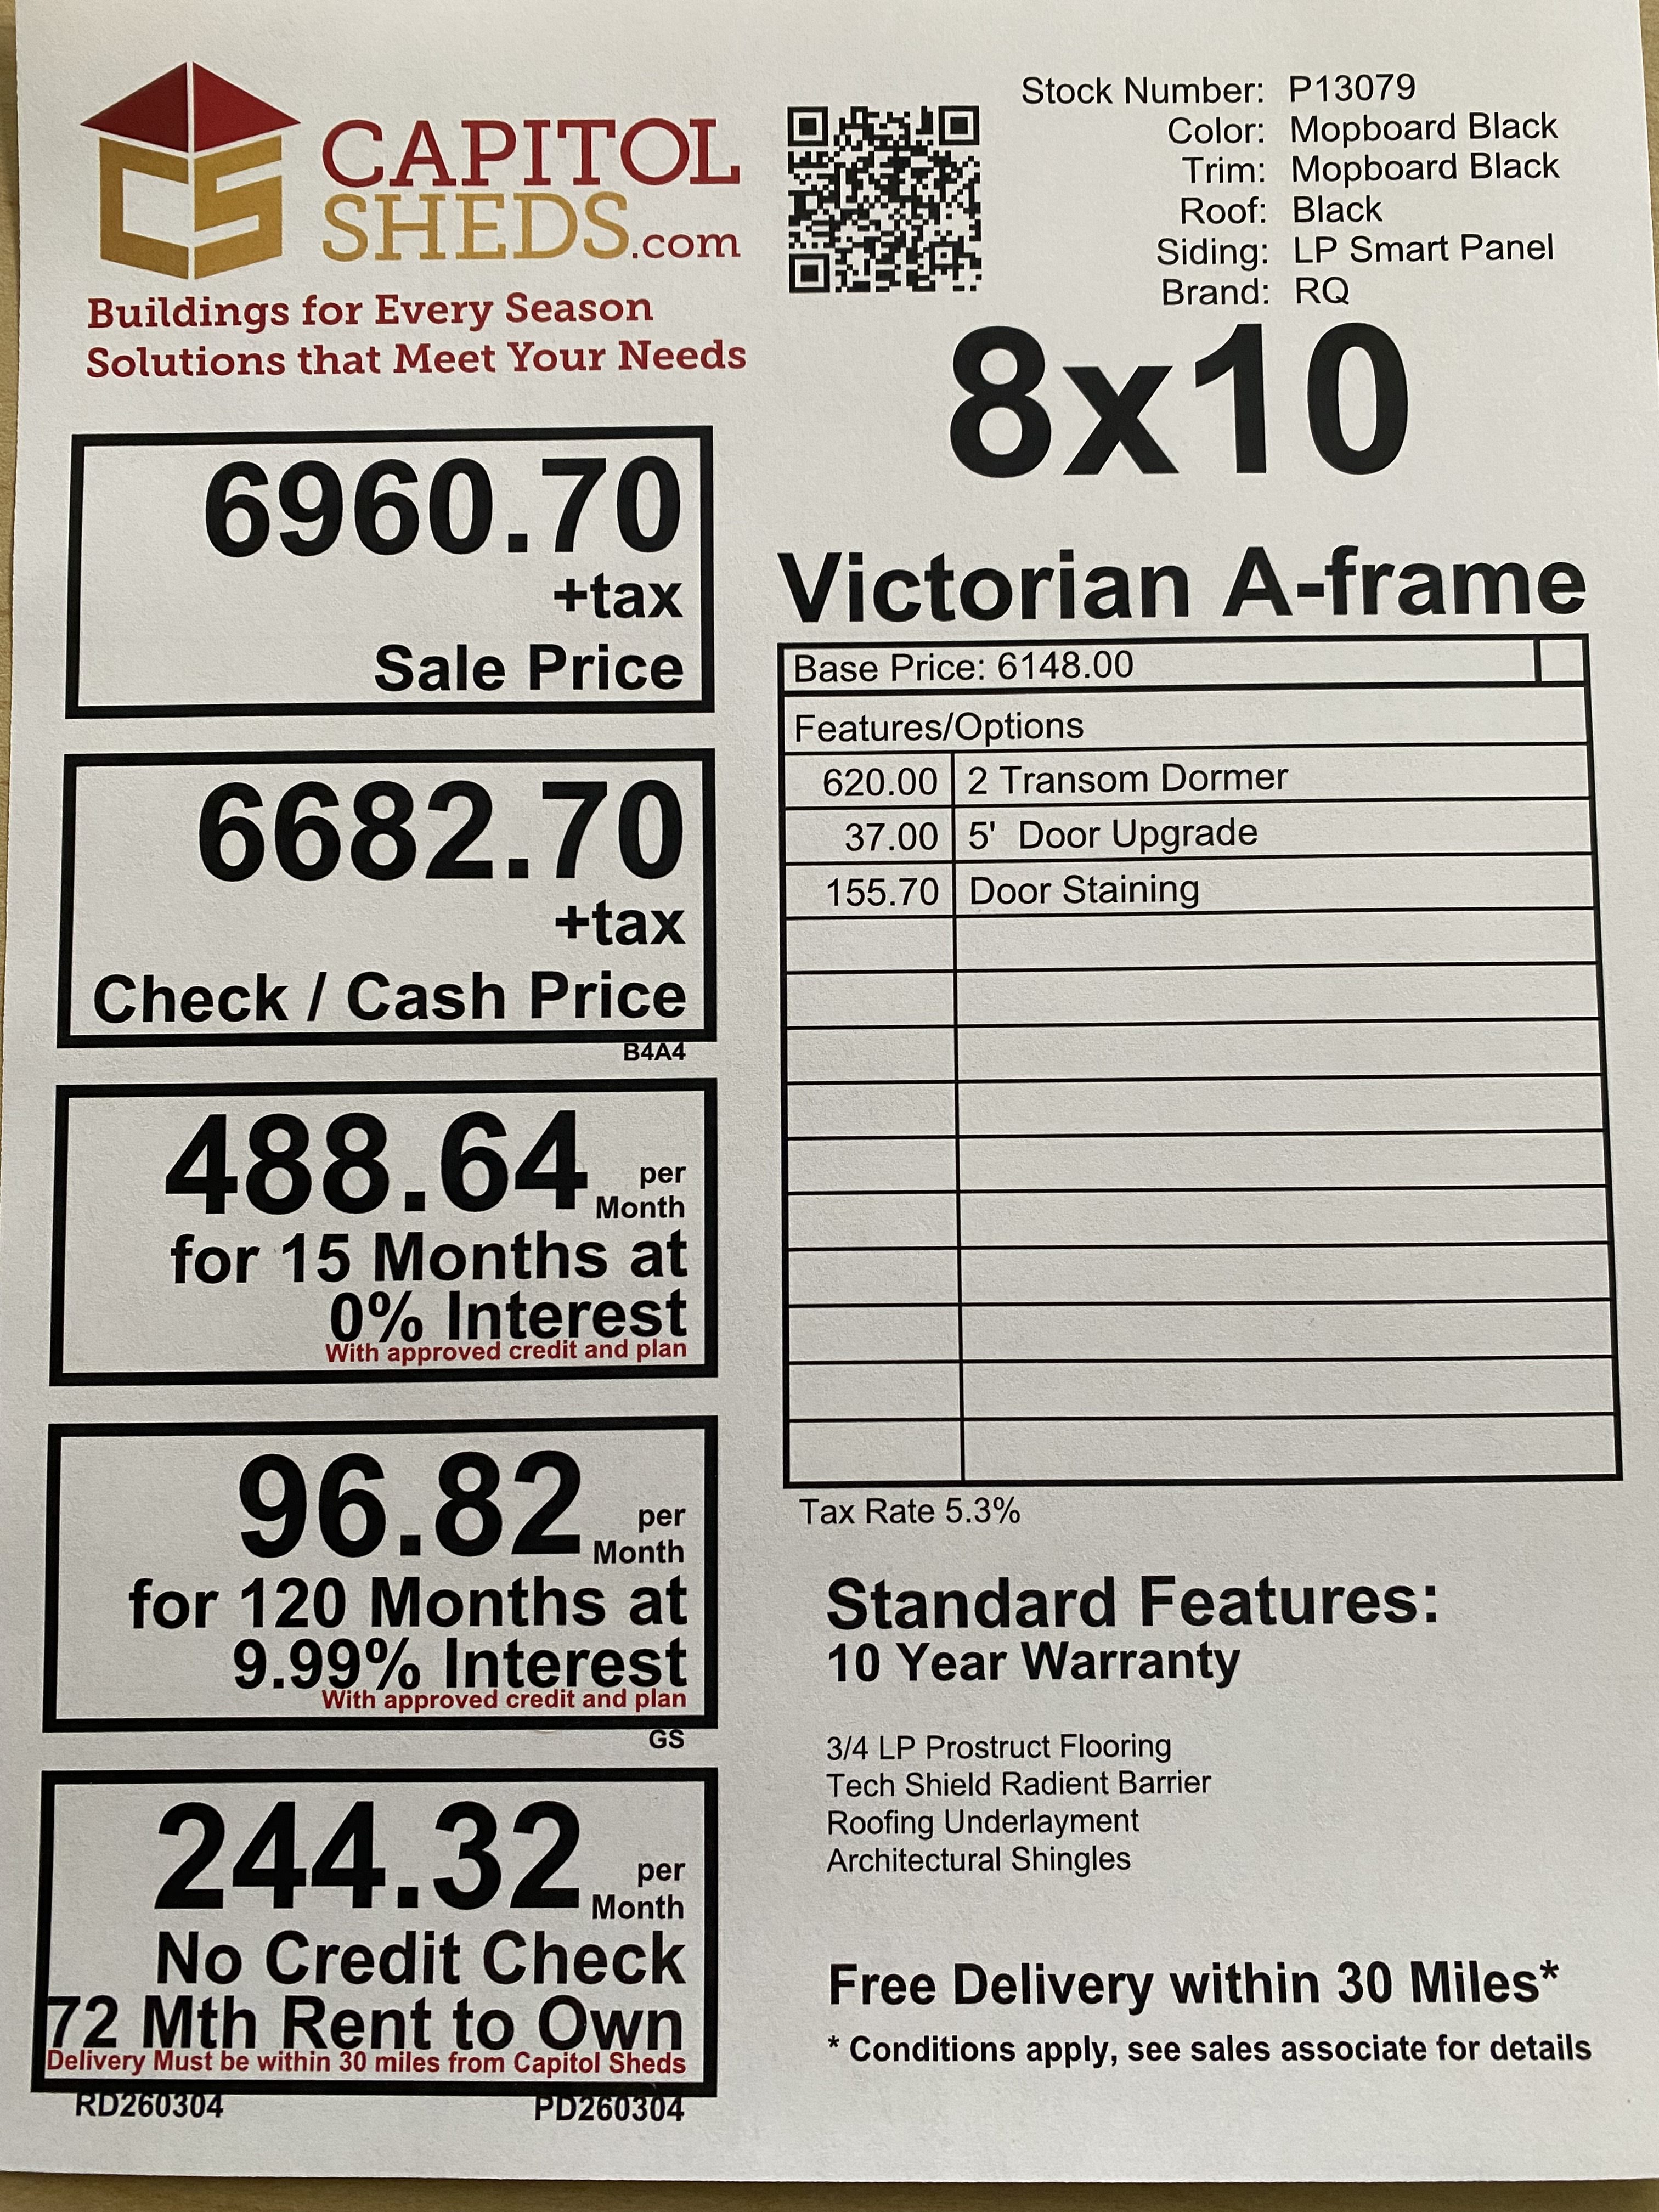 CS
CAPITOL
SHEDS.com
Buildings for Every Season
Solutions that Meet Your Needs
Stock Number: P13079
Color: Mopboard Black
Trim: Mopboard Black
Roof: Black
Siding: LP Smart Panel
Brand: RQ
8x10
Victorian A-frame
6960.70
+tax
Sale Price
6682.70
+tax
Check / Cash Price
B4A4
488.64 per
Month
for 15 Months at
0% Interest
With approved credit and plan
96.82 per
Month
for 120 Months at
9.99% Interest
With approved credit and plan
GS
244.32 per
Month
No Credit Check
72 Mth Rent to Own
Delivery Must be within 30 miles from Capitol Sheds
RD260304 PD260304
Base Price: 6148.00
Features/Options
620.00 2 Transom Dormer
37.00 5'  Door Upgrade
155.70 Door Staining
Tax Rate 5.3%
Standard Features:
10 Year Warranty
3/4 LP Prostruct Flooring
Tech Shield Radient Barrier
Roofing Underlayment
Architectural Shingles
Free Delivery within 30 Miles*
* Conditions apply, see sales associate for details